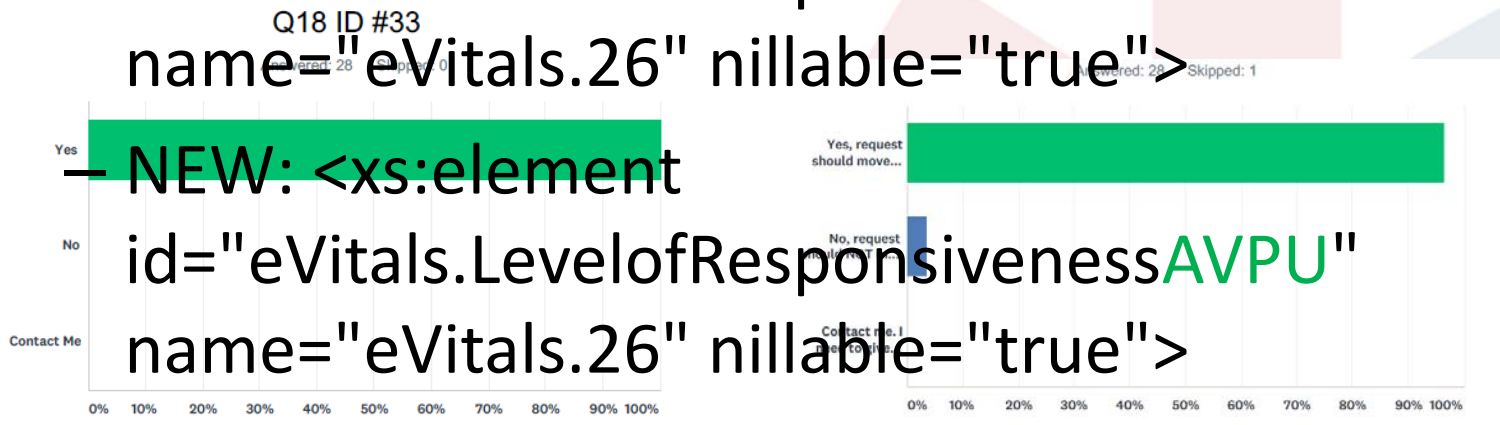 Q18 ID #33
Answered: 28 Skipped: 0
name="eVitals.26" nillable="true">
Answered: 28 Skipped: 1
Yes
Yes, request
should move...
– NEW: <xs:element
No
No, request
id="eVitals.LevelofResponsivenessAVPU"
Contact Me
Contact me. I
name="eVitals.26" nillable="true">
0% 10% 20% 30% 40% 50% 60% 70% 80% 90% 100%
0% 10% 20% 30% 40% 50% 60% 70% 80% 90% 100%